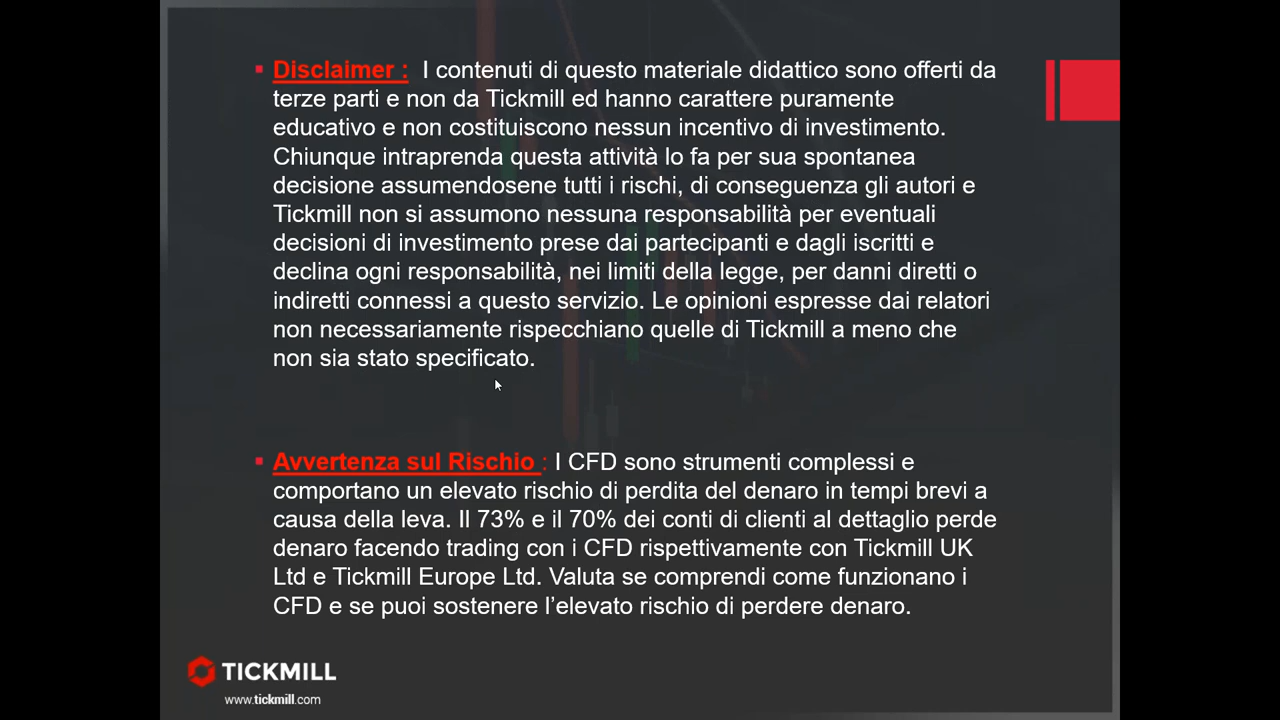 Disclaimer : I contenuti di questo materiale didattico sono offerti da
terze parti e non da Tickmill ed hanno carattere puramente
educativo e non costituiscono nessun incentivo di investimento.
Chiunque intraprenda questa attività lo fa per sua spontanea
decisione assumendosene tutti i rischi, di conseguenza gli autori e
Tickmill non si assumono nessuna responsabilità per eventuali
decisioni di investimento prese dai partecipanti e dagli iscritti e
declina ogni responsabilità, nei limiti della legge, per danni diretti o
indiretti connessi a questo servizio. Le opinioni espresse dai relatori
non necessariamente rispecchiano quelle di Tickmill a meno che
non sia stato specificato.
Avvertenza sul Rischio : I CFD sono strumenti complessi e
comportano un elevato rischio di perdita del denaro in tempi brevi a
causa della leva. Il 73% e il 70% dei conti di clienti al dettaglio perde
denaro facendo trading con i CFD rispettivamente con Tickmill UK
Ltd e Tickmill Europe Ltd. Valuta se comprendi come funzionano i
CFD e se puoi sostenere l’elevato rischio di perdere denaro.
TICKMILL
www.tickmill.com